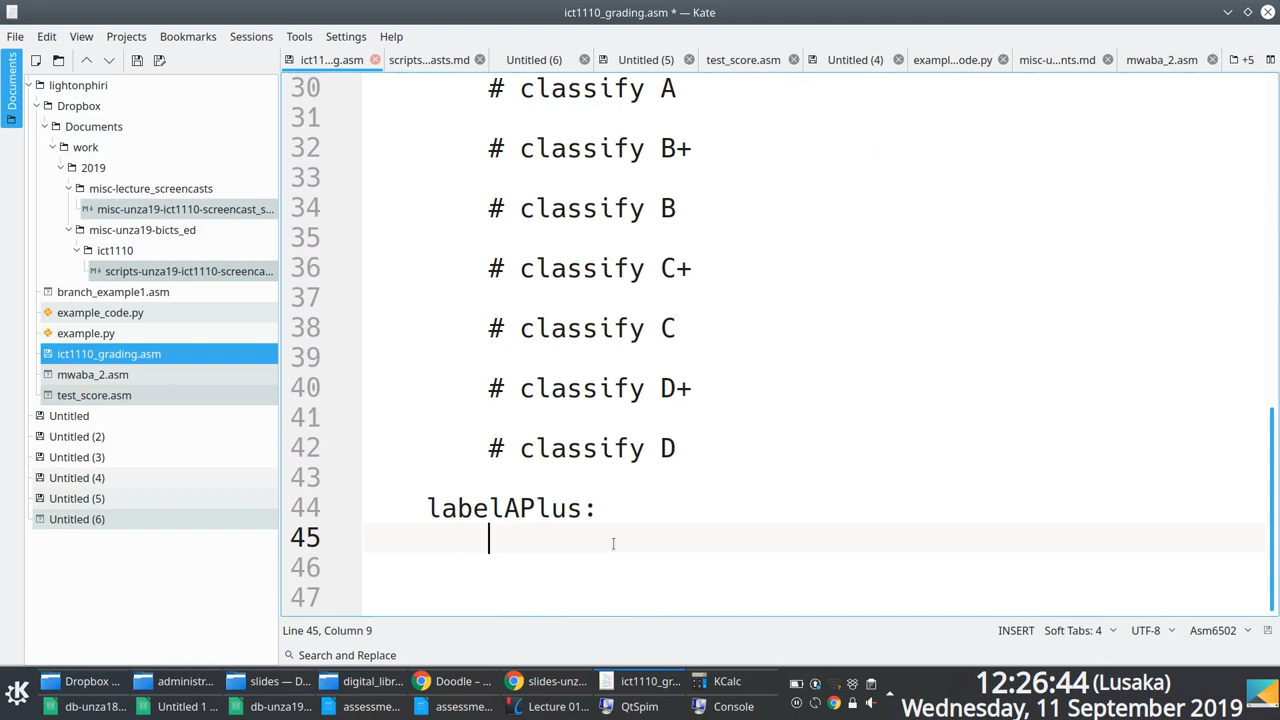 ict1110_grading.asm * — Kate
File Edit View Projects Bookmarks Sessions Tools Settings Help
Documents
ict11...g.asm scripts...asts.md Untitled (6) Untitled (5) test_score.asm Untitled (4) exampl...ode.py misc-u...nts.md mwaba_2.asm +5
lightonphiri
Dropbox
Documents
work
2019
misc-lecture_screencasts
misc-unza19-ict1110-screencast_s...
misc-unza19-bicts_ed
ict1110
scripts-unza19-ict1110-screenca...
branch_example1.asm
example_code.py
example.py
ict1110_grading.asm
mwaba_2.asm
test_score.asm
Untitled
Untitled (2)
Untitled (3)
Untitled (4)
Untitled (5)
Untitled (6)
30 # classify A
31
32 # classify B+
33
34 # classify B
35
36 # classify C+
37
38 # classify C
39
40 # classify D+
41
42 # classify D
43
44 labelAPlus:
45
46
47
Line 45, Column 9 INSERT Soft Tabs: 4 UTF-8 Asm6502
Search and Replace
Dropbox ... administr... slides — D... digital_libr... Doodle – ... slides-unz... ict1110_gr... KCalc
db-unza18... Untitled 1 ... db-unza19... assessme... assessme... Lecture 01... QtSpim Console
12:26:44 (Lusaka)
Wednesday, 11 September 2019